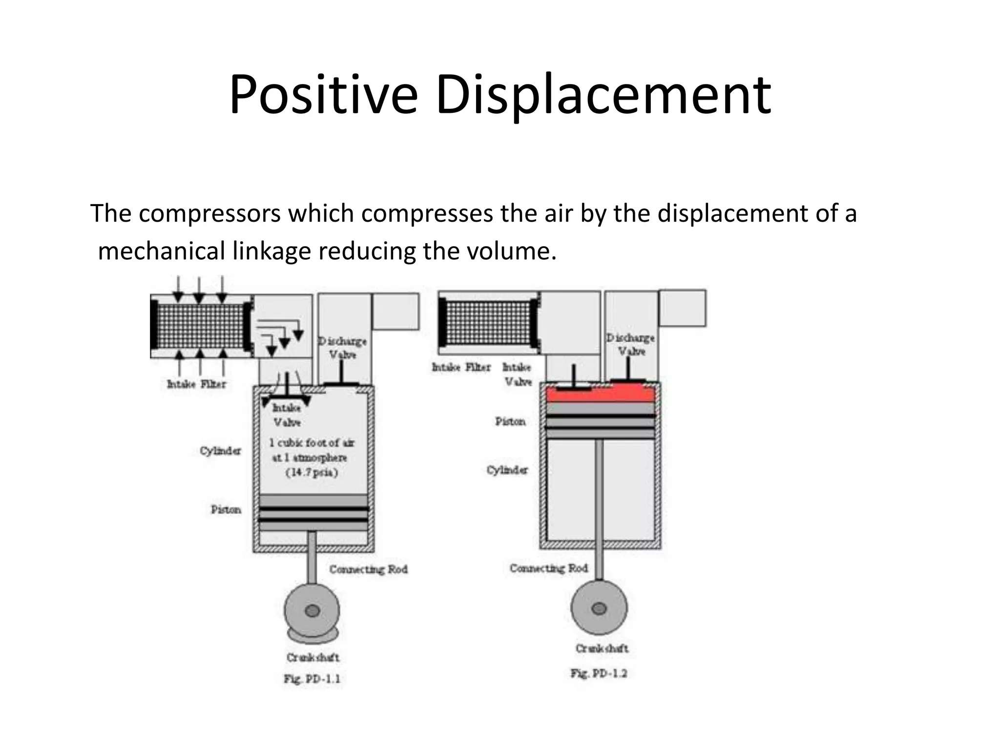 Positive Displacement
The compressors which compresses the air by the displacement of a
mechanical linkage reducing the volume.
Discharge
Valve
Intake Filter
Intake
Valve
1 cubic foot of air
at 1 atmosphere
(14.7 psia)
Cylinder
Piston
Connecting Rod
Crankshaft
Fig. PD-1.1
Discharge
Valve
Intake Filter
Intake
Valve
Piston
Cylinder
Connecting Rod
Crankshaft
Fig. PD-1.2